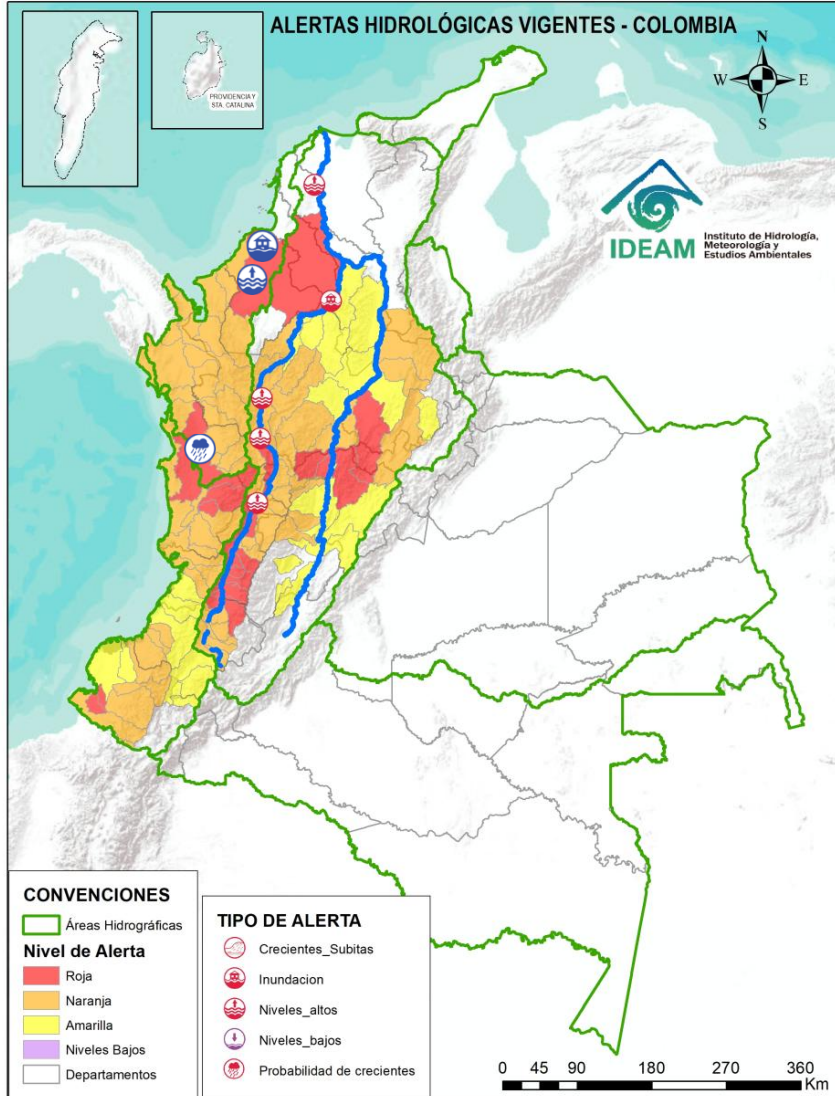 ALERTAS HIDROLÓGICAS VIGENTES - COLOMBIA
PROVIDENCIA Y
STA. CATALINA
N
W E
S
IDEAM
Instituto de Hidrología,
Meteorología y
Estudios Ambientales
CONVENCIONES
Áreas Hidrográficas
Nivel de Alerta
Roja
Naranja
Amarilla
Niveles Bajos
Departamentos
TIPO DE ALERTA
Crecientes_Subitas
Inundacion
Niveles_altos
Niveles_bajos
Probabilidad de crecientes
0 45 90 180 270 360
Km